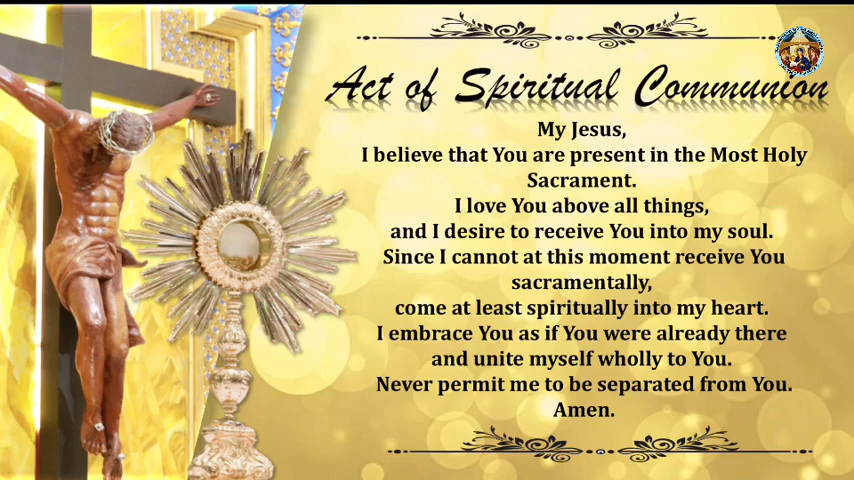 Act of Spiritual Communion
My Jesus,
I believe that You are present in the Most Holy
Sacrament.
I love You above all things,
and I desire to receive You into my soul.
Since I cannot at this moment receive You
sacramentally,
come at least spiritually into my heart.
I embrace You as if You were already there
and unite myself wholly to You.
Never permit me to be separated from You.
Amen.